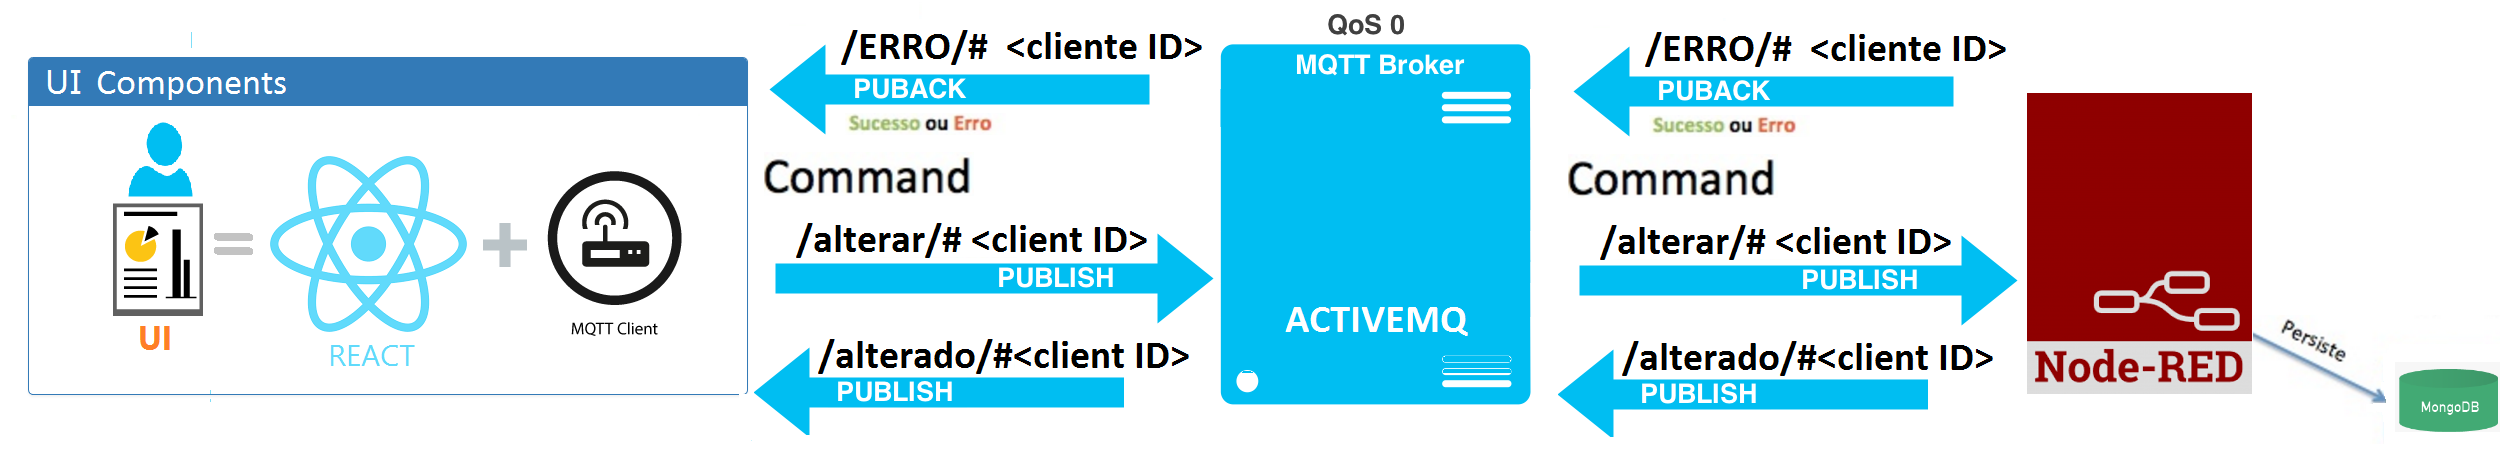 UI Components
UI
REACT
MQTT Client
/ERRO/# <cliente ID>
PUBACK
Sucesso ou Erro
Command
/alterar/# <client ID>
PUBLISH
/alterado/#<client ID>
PUBLISH
QoS 0
MQTT Broker
ACTIVEMQ
/ERRO/# <cliente ID>
PUBACK
Sucesso ou Erro
Command
/alterar/# <client ID>
PUBLISH
/alterado/#<client ID>
PUBLISH
Node-RED
Persiste
MongoDB